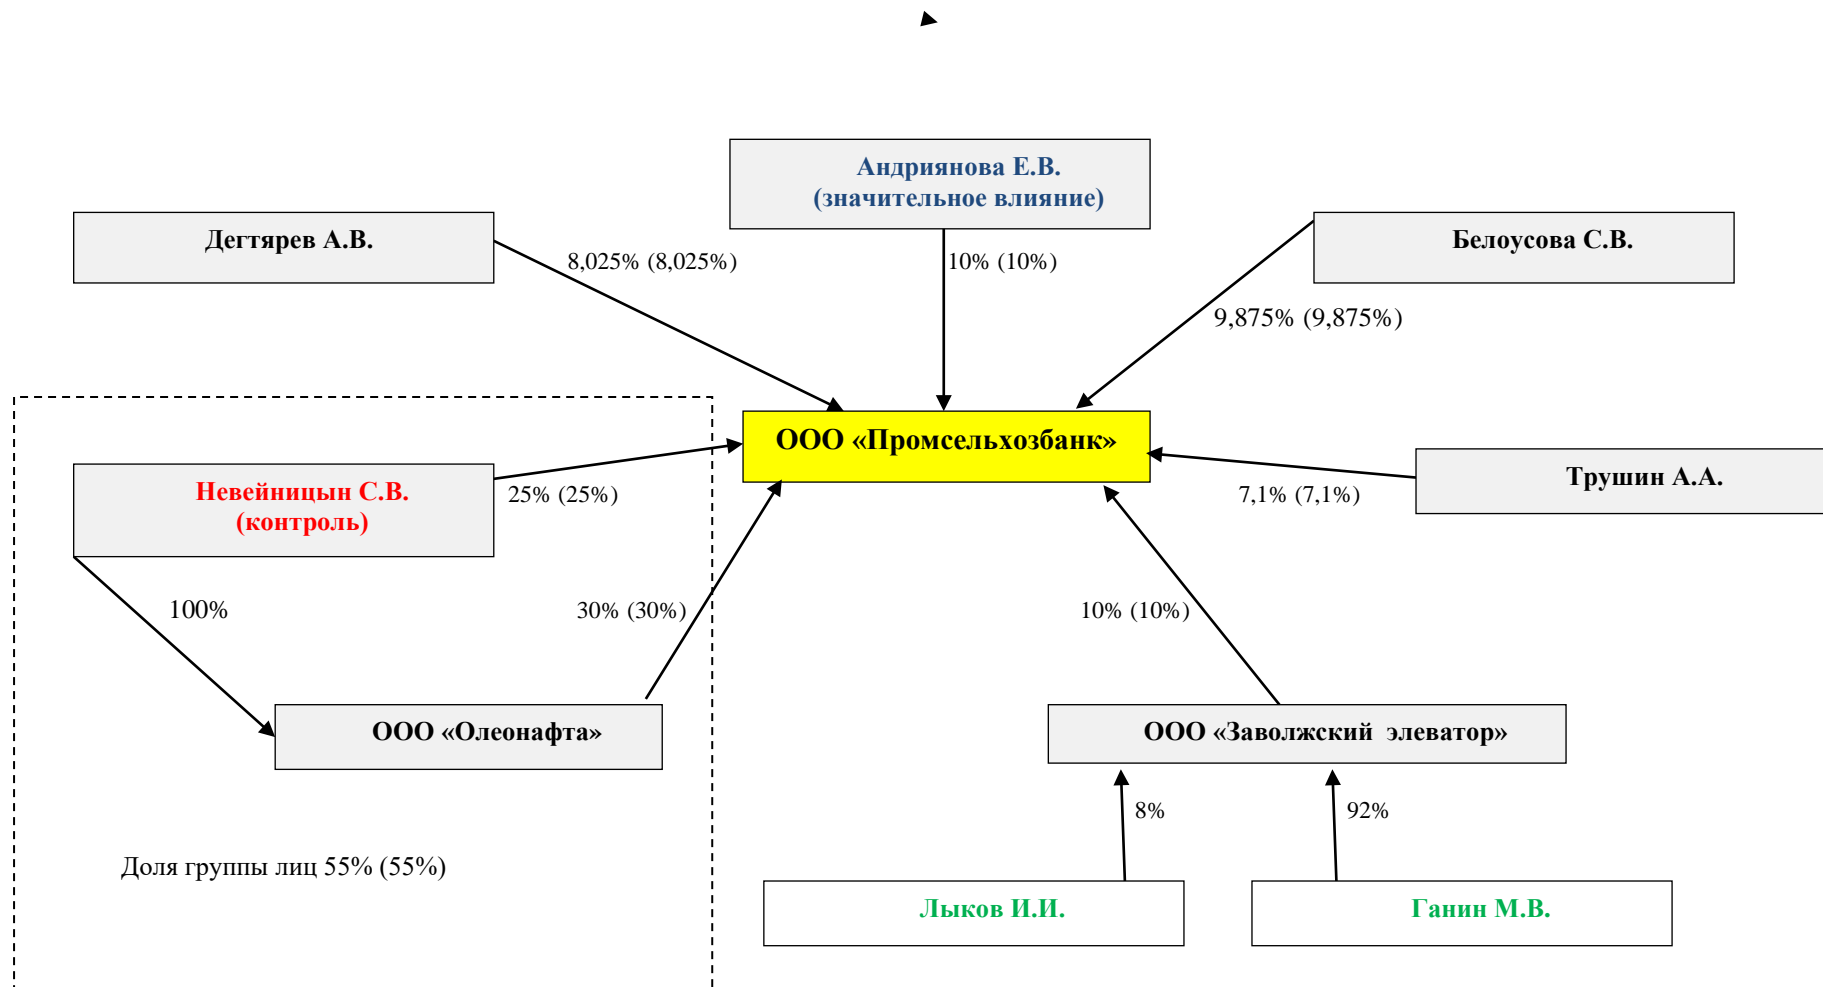 Андриянова Е.В.
(значительное влияние)
Дегтярев А.В.
Белоусова С.В.
8,025% (8,025%)
10% (10%)
9,875% (9,875%)
ООО «Промсельхозбанк»
Невейницын С.В.
(контроль)
25% (25%)
Трушин А.А.
7,1% (7,1%)
100%
30% (30%)
10% (10%)
ООО «Олеонафта»
ООО «Заволжский  элеватор»
8%
92%
Доля группы лиц 55% (55%)
Лыков И.И.
Ганин М.В.